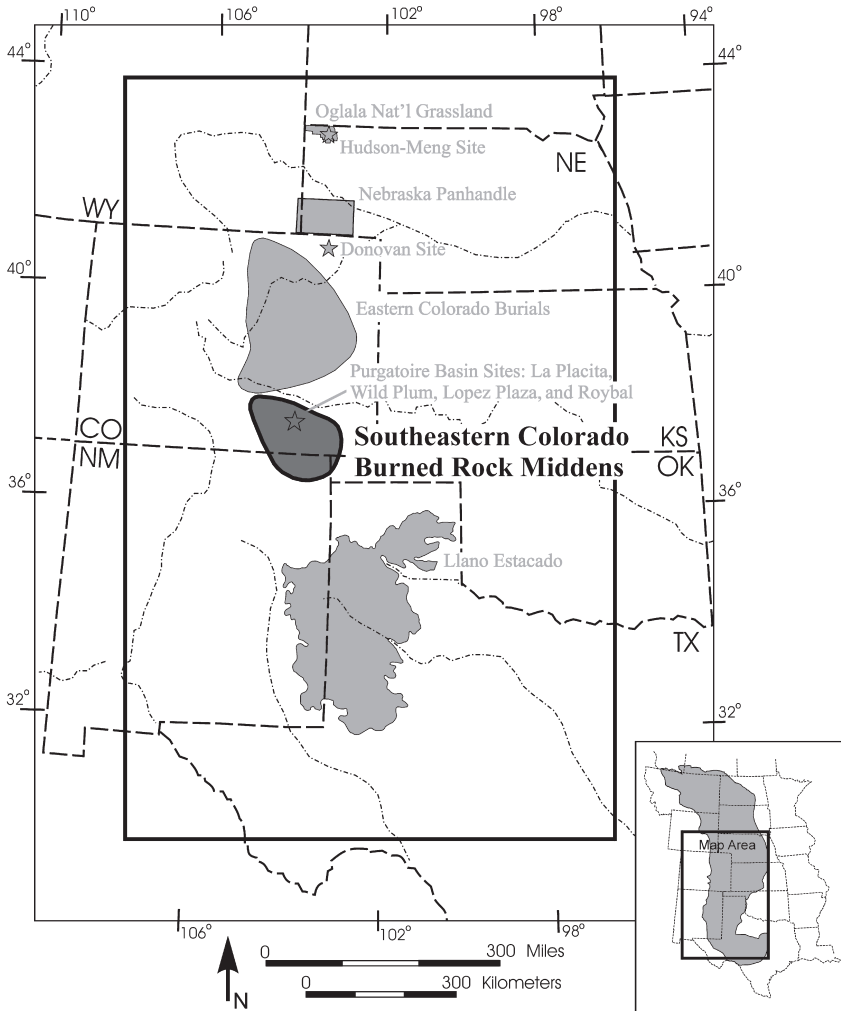 110°
106°
102°
98°
94°
44°
44°
Oglala Nat'l Grassland
Hudson-Meng Site
NE
Nebraska Panhandle
WY
Donovan Site
40°
40°
Eastern Colorado Burials
Purgatoire Basin Sites: La Placita,
Wild Plum, Lopez Plaza, and Roybal
CO
Southeastern Colorado
KS
NM
Burned Rock Middens
OK
36°
36°
Llano Estacado
TX
32°
32°
Map Area
106°
102°
98°
0 300 Miles
0 300 Kilometers
N